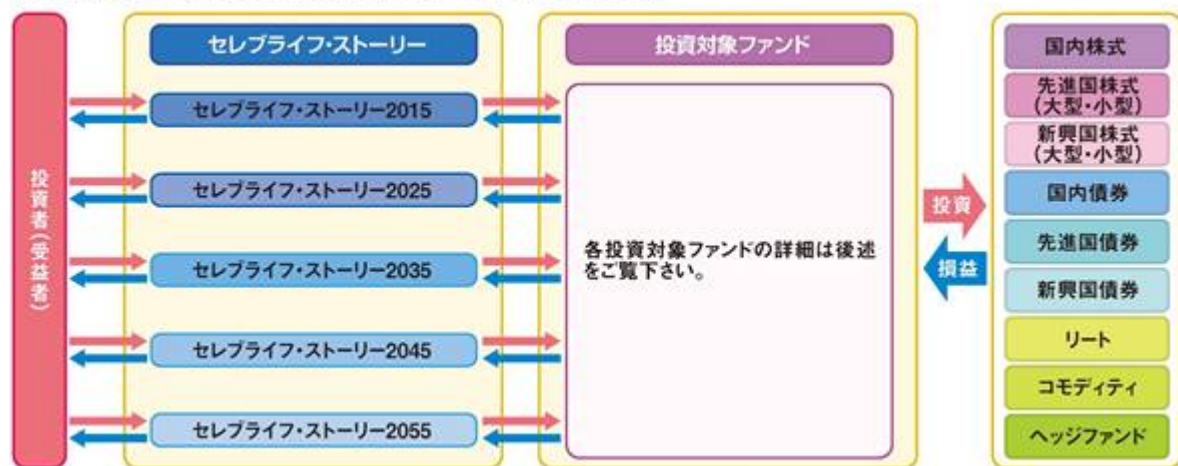 投資者(受益者)
セレブライフ・ストーリー
セレブライフ・ストーリー2015
セレブライフ・ストーリー2025
セレブライフ・ストーリー2035
セレブライフ・ストーリー2045
セレブライフ・ストーリー2055
投資対象ファンド
各投資対象ファンドの詳細は後述
をご覧下さい。
投資
損益
国内株式
先進国株式
(大型・小型)
新興国株式
(大型・小型)
国内債券
先進国債券
新興国債券
リート
コモディティ
ヘッジファンド